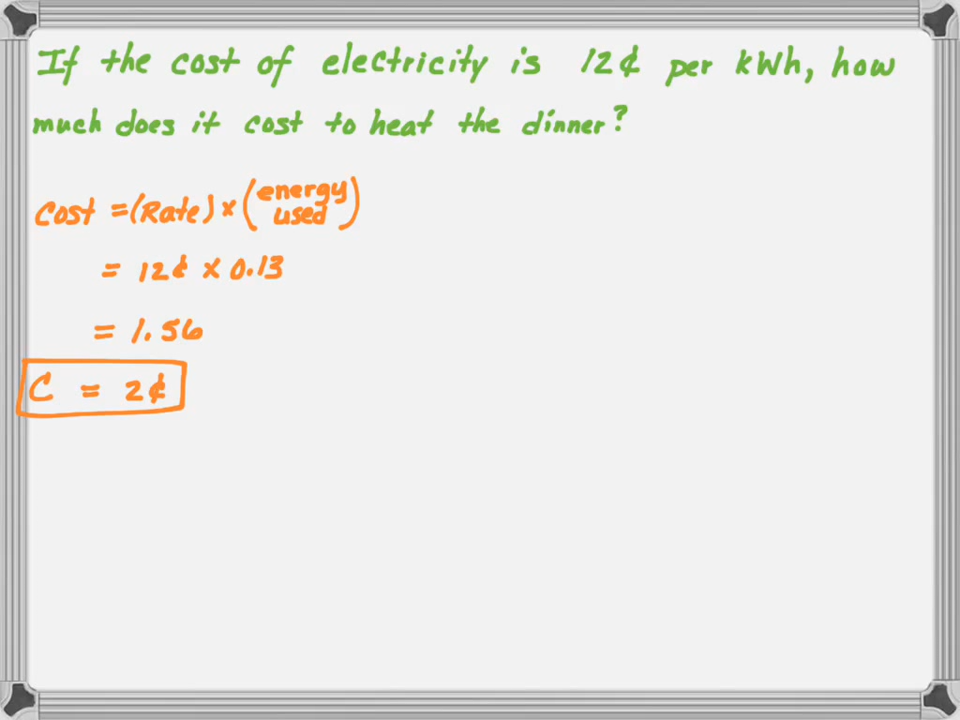 If the cost of electricity is 12¢ per kWh, how
much does it cost to heat the dinner?
Cost = (Rate) × (energy used)
= 12¢ × 0.13
= 1.56
C = 2¢